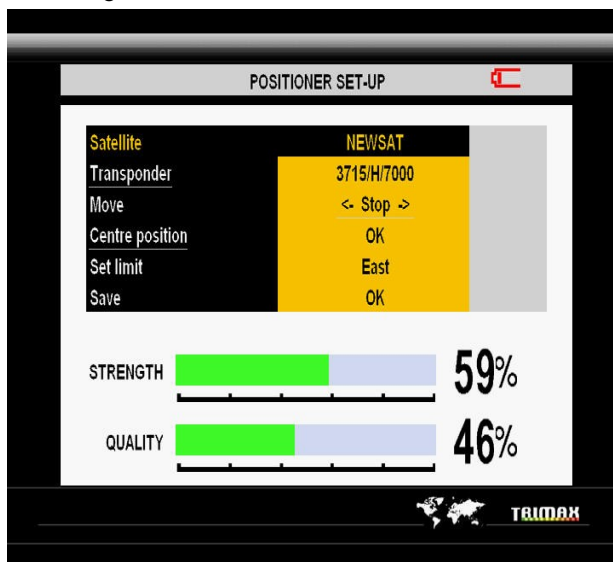 POSITIONER SET-UP
Satellite NEWSAT
Transponder 3715/H/7000
Move <- Stop ->
Centre position OK
Set limit East
Save OK
STRENGTH 59%
QUALITY 46%
TRIMAX